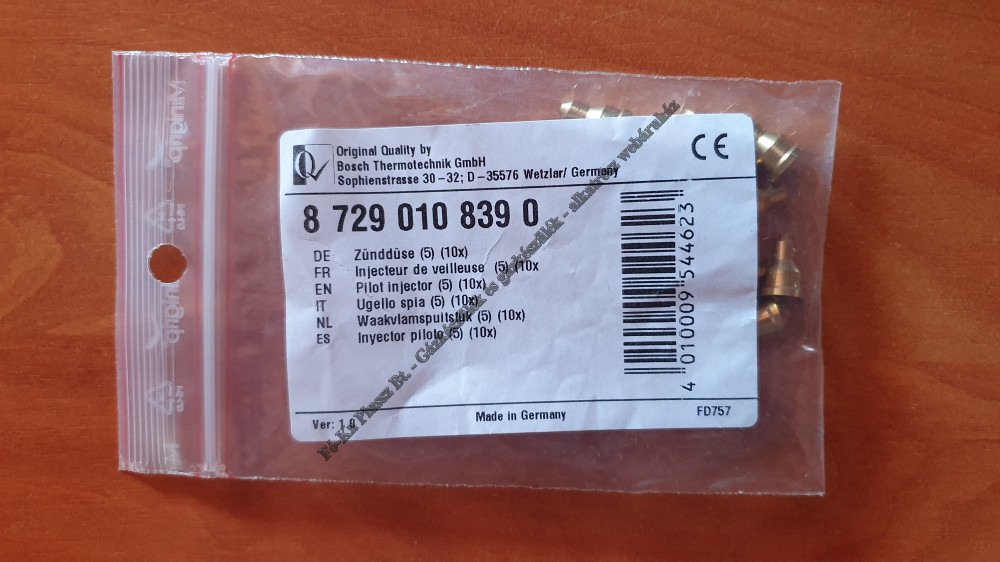 Original Quality by
Bosch Thermotechnik GmbH
Sophienstrasse 30-32; D-35576 Wetzlar/ Germany
CE
8 729 010 839 0
DE Zünddüse (5) (10x)
FR Injecteur de veilleuse (5) (10x
EN Pilot injector (5) (10x)
IT Ugello spia (5) (10x)
NL Waakvlamspuitstuk (5) (10x)
ES Inyector piloto (5) (10x)
4 010009 544623
Ver: 1.0
Made in Germany
FD757
Minigrip
Minigrip